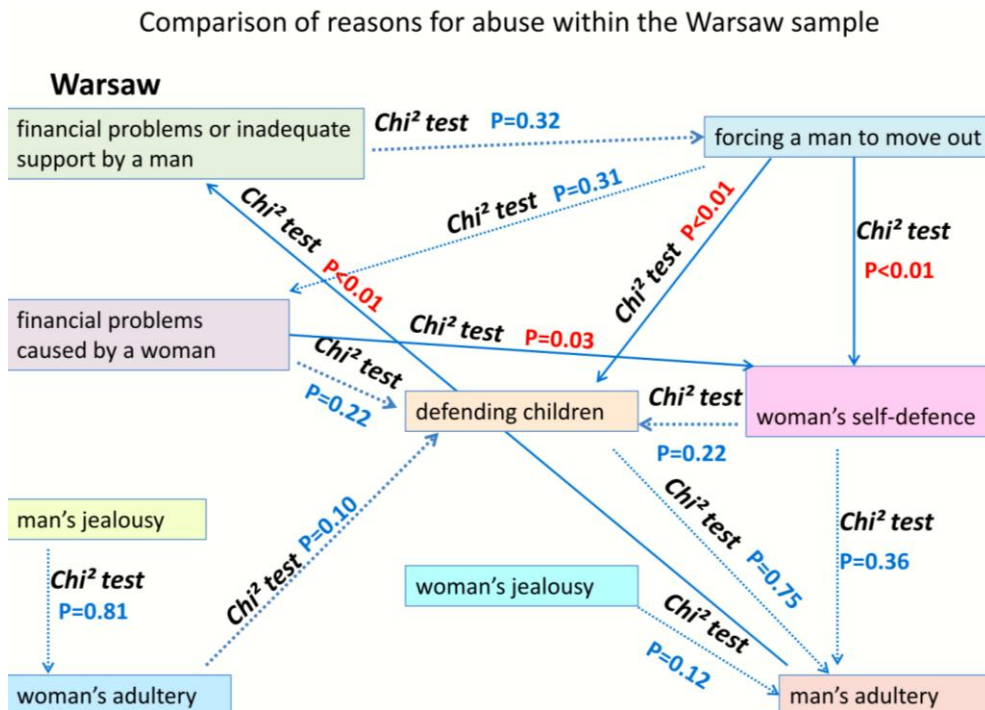 Comparison of reasons for abuse within the Warsaw sample
Warsaw
financial problems or inadequate
support by a man
Chi² test P=0.32
forcing a man to move out
Chi² test P=0.31
Chi² test P<0.01
Chi² test P<0.01
Chi² test
P<0.01
financial problems
caused by a woman
Chi² test P=0.03
Chi² test
P=0.22
defending children
Chi² test
P=0.22
woman's self-defence
man's jealousy
Chi² test
P=0.81
Chi² test P=0.10
woman's jealousy
Chi² test P=0.75
Chi² test
P=0.36
Chi² test
P=0.12
woman's adultery
man's adultery